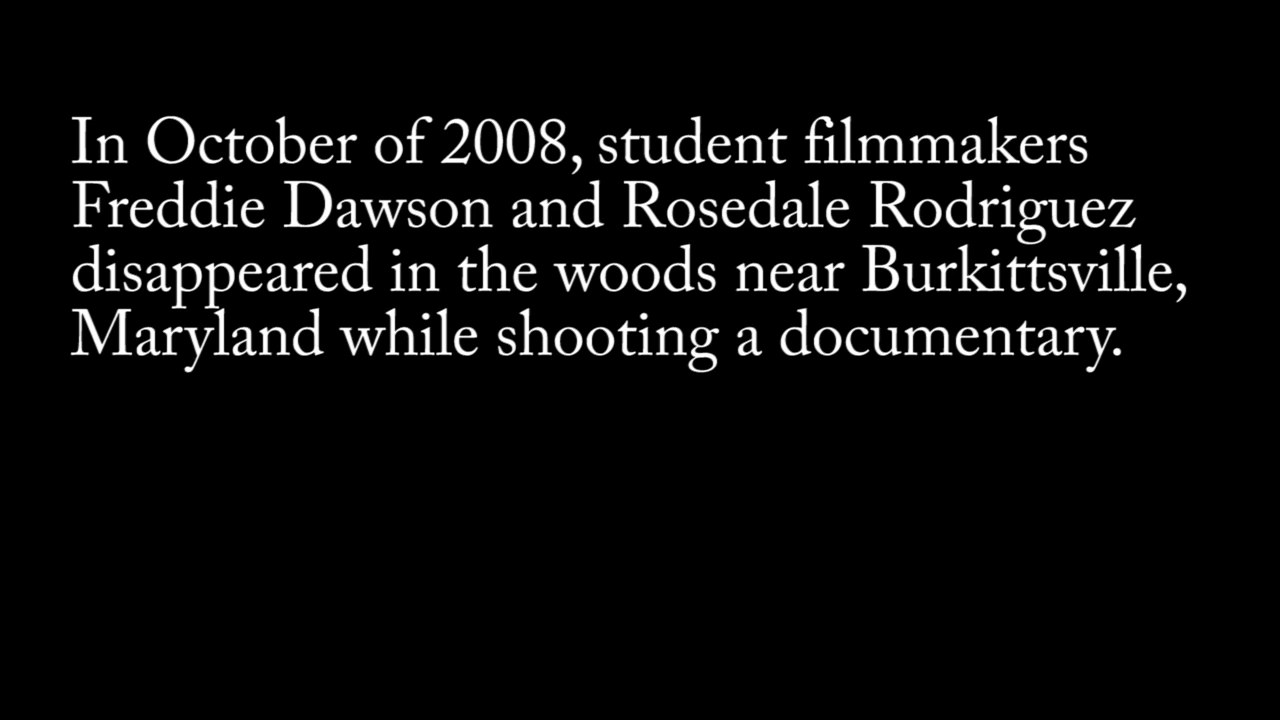 In October of 2008, student filmmakers
Freddie Dawson and Rosedale Rodriguez
disappeared in the woods near Burkittsville,
Maryland while shooting a documentary.